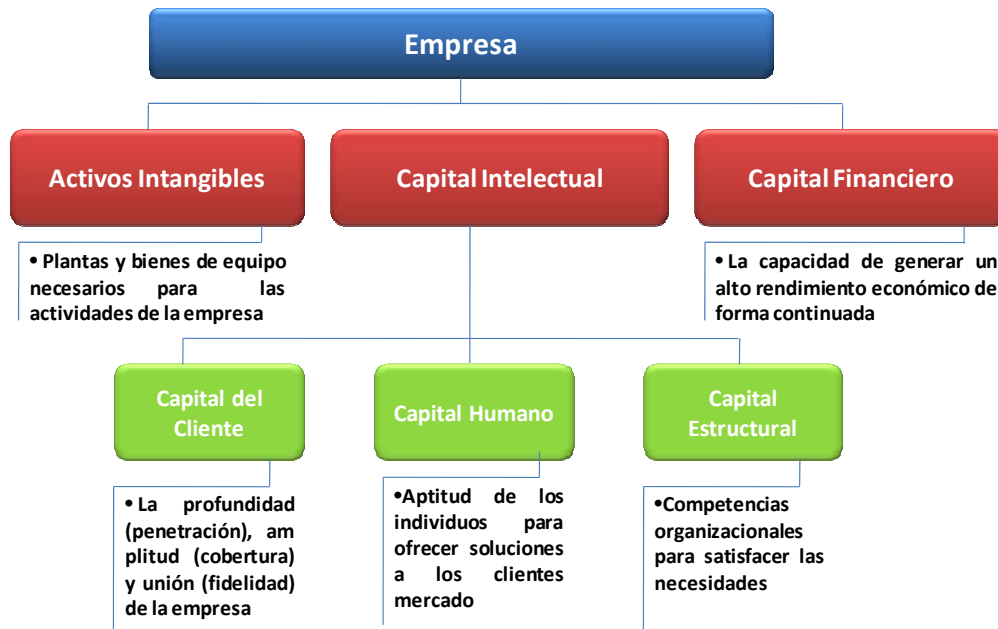 Empresa
Activos Intangibles
Capital Intelectual
Capital Financiero
• Plantas y bienes de equipo
necesarios para las
actividades de la empresa
• La capacidad de generar un
alto rendimiento económico de
forma continuada
Capital del
Cliente
Capital Humano
Capital
Estructural
• La profundidad
(penetración), am
plitud (cobertura)
y unión (fidelidad)
de la empresa
•Aptitud de los
individuos para
ofrecer soluciones
a los clientes
mercado
•Competencias
organizacionales
para satisfacer las
necesidades